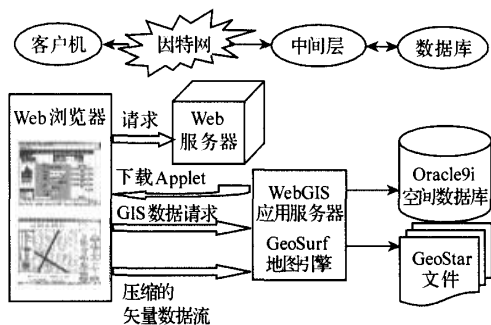 客户机
因特网
中间层
数据库
Web浏览器
请求
Web
服务器
下载Applet
GIS数据请求
压缩的
矢量数据流
WebGIS
应用服务器
GeoSurf
地图引擎
Oracle9i
空间数据库
GeoStar
文件